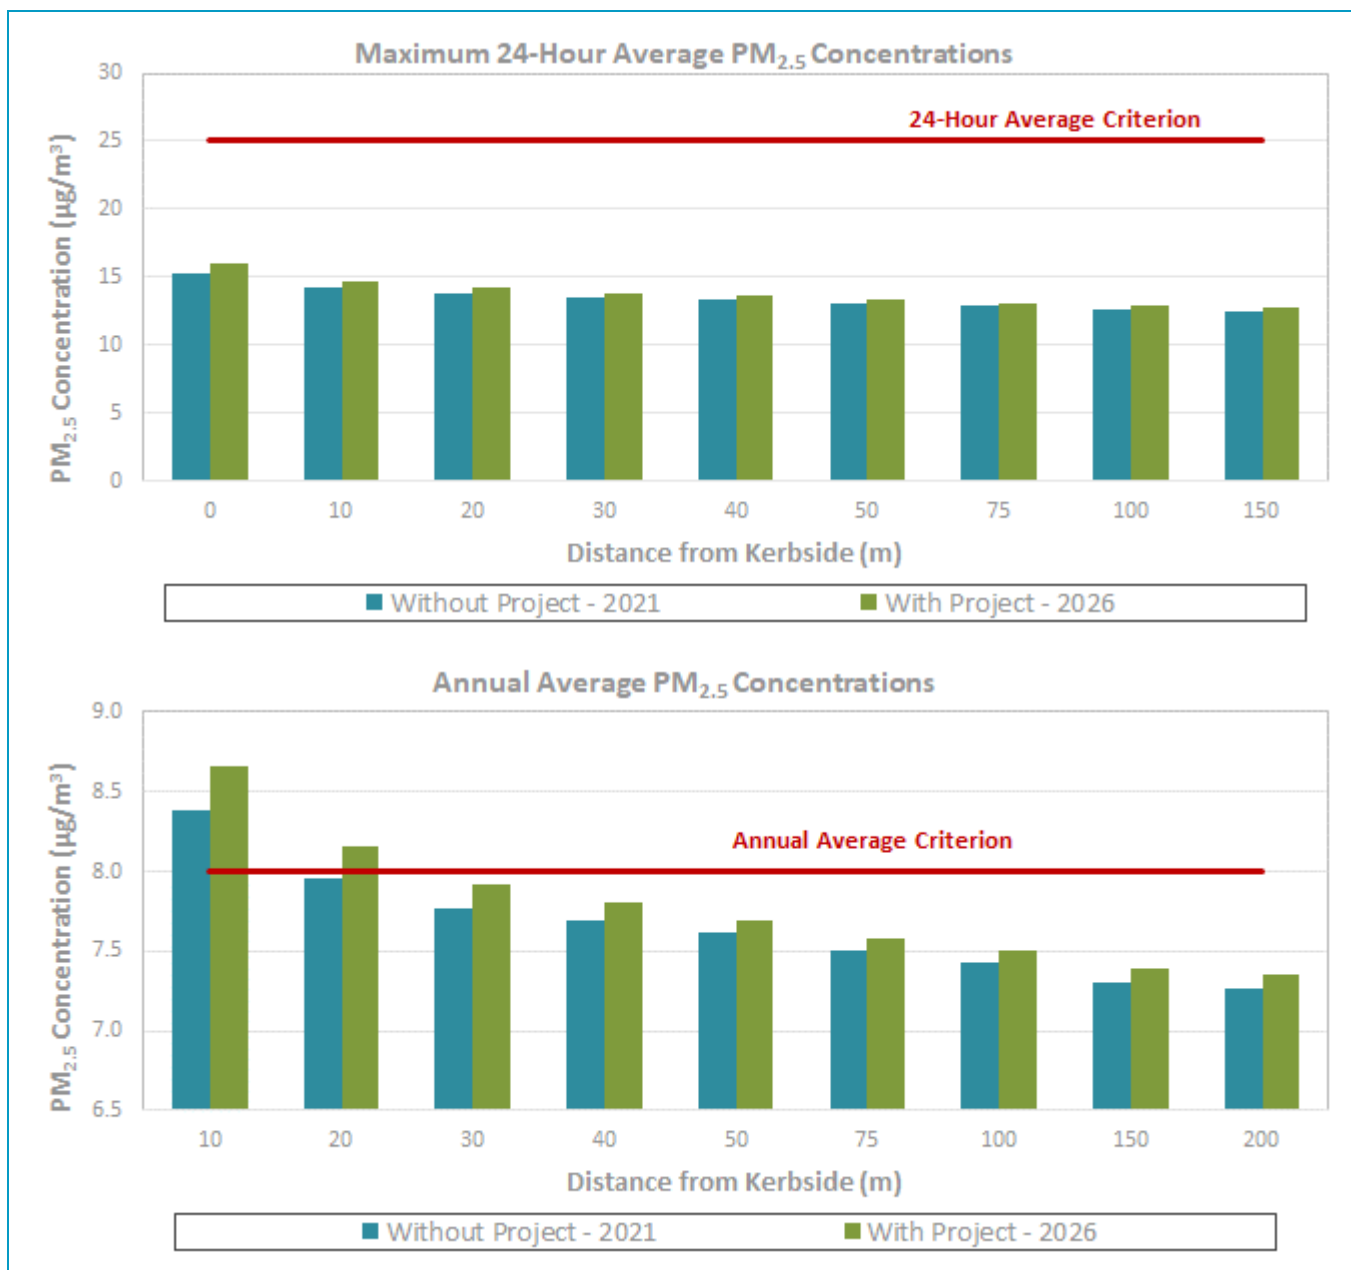 Maximum 24-Hour Average PM2.5 Concentrations
30
25
20
15
10
5
0
PM2.5 Concentration (µg/m³)
24-Hour Average Criterion
0 10 20 30 40 50 75 100 150
Distance from Kerbside (m)
Without Project - 2021 With Project - 2026
Annual Average PM2.5 Concentrations
9.0
8.5
8.0
7.5
7.0
6.5
PM2.5 Concentration (µg/m³)
Annual Average Criterion
10 20 30 40 50 75 100 150 200
Distance from Kerbside (m)
Without Project - 2021 With Project - 2026